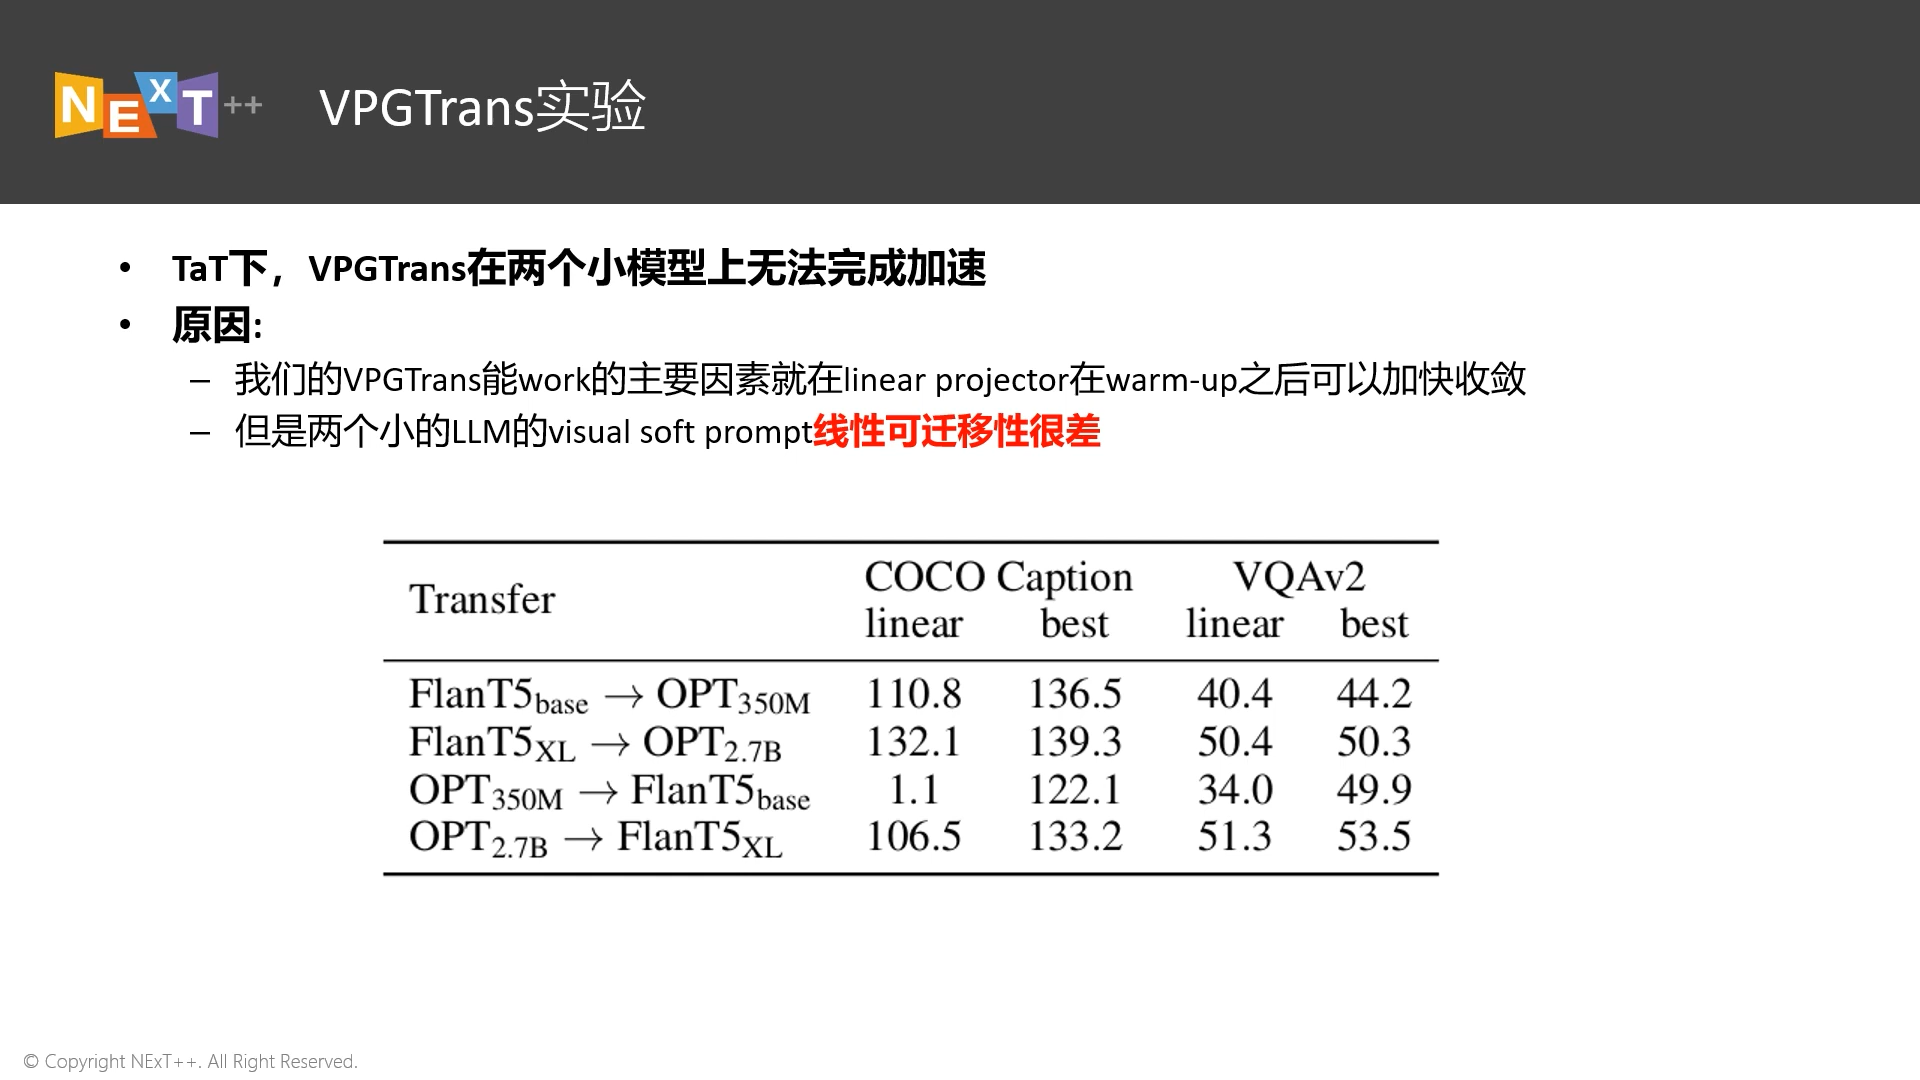 NExT++
VPGTrans实验
• TaT下，VPGTrans在两个小模型上无法完成加速
• 原因:
– 我们的VPGTrans能work的主要因素就在linear projector在warm-up之后可以加快收敛
– 但是两个小的LLM的visual soft prompt线性可迁移性很差
Transfer COCO Caption VQAv2
linear best linear best
FlanT5base → OPT350M 110.8 136.5 40.4 44.2
FlanT5XL → OPT2.7B 132.1 139.3 50.4 50.3
OPT350M → FlanT5base 1.1 122.1 34.0 49.9
OPT2.7B → FlanT5XL 106.5 133.2 51.3 53.5
© Copyright NExT++. All Right Reserved.